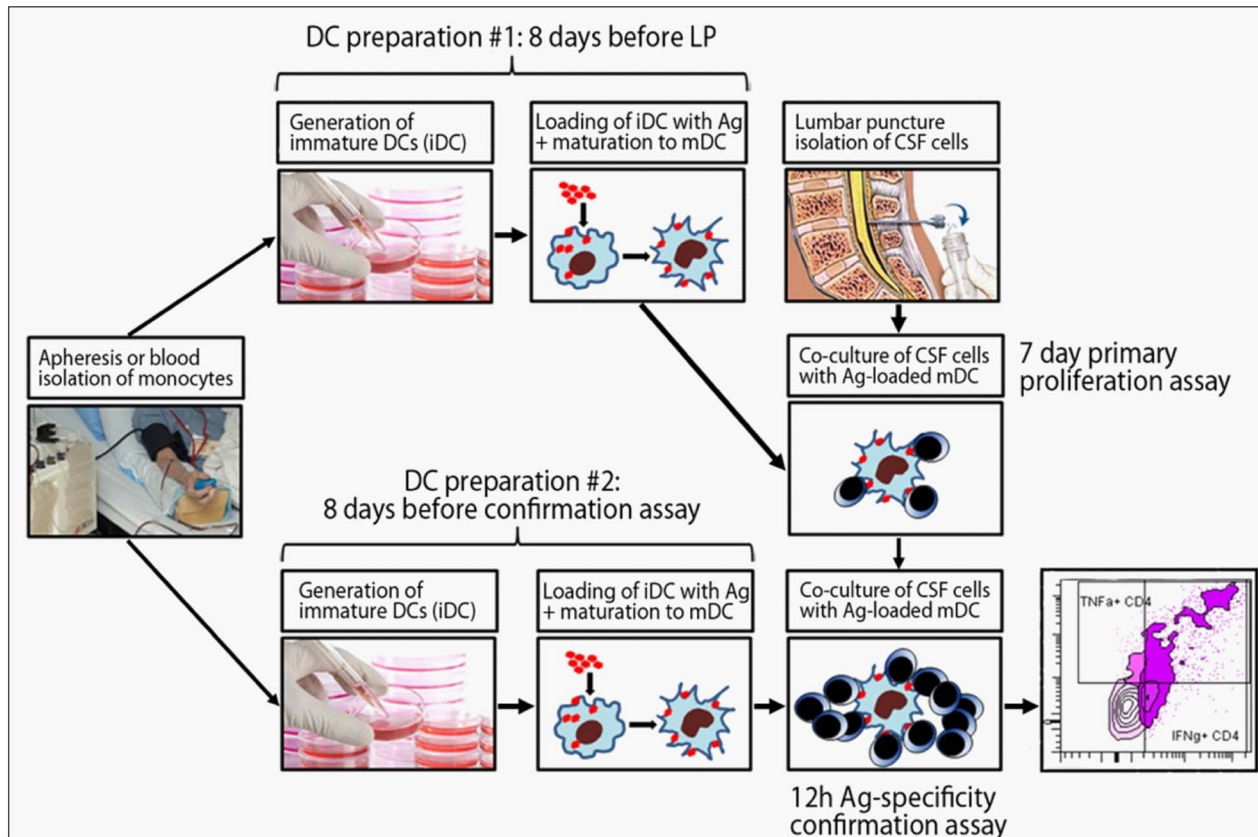 DC preparation #1: 8 days before LP
Generation of
immature DCs (iDC)
Loading of iDC with Ag
+ maturation to mDC
Lumbar puncture
isolation of CSF cells
Apheresis or blood
isolation of monocytes
Co-culture of CSF cells
with Ag-loaded mDC
7 day primary
proliferation assay
DC preparation #2:
8 days before confirmation assay
Generation of
immature DCs (iDC)
Loading of iDC with Ag
+ maturation to mDC
Co-culture of CSF cells
with Ag-loaded mDC
TNFa+ CD4
IFNg+ CD4
12h Ag-specificity
confirmation assay